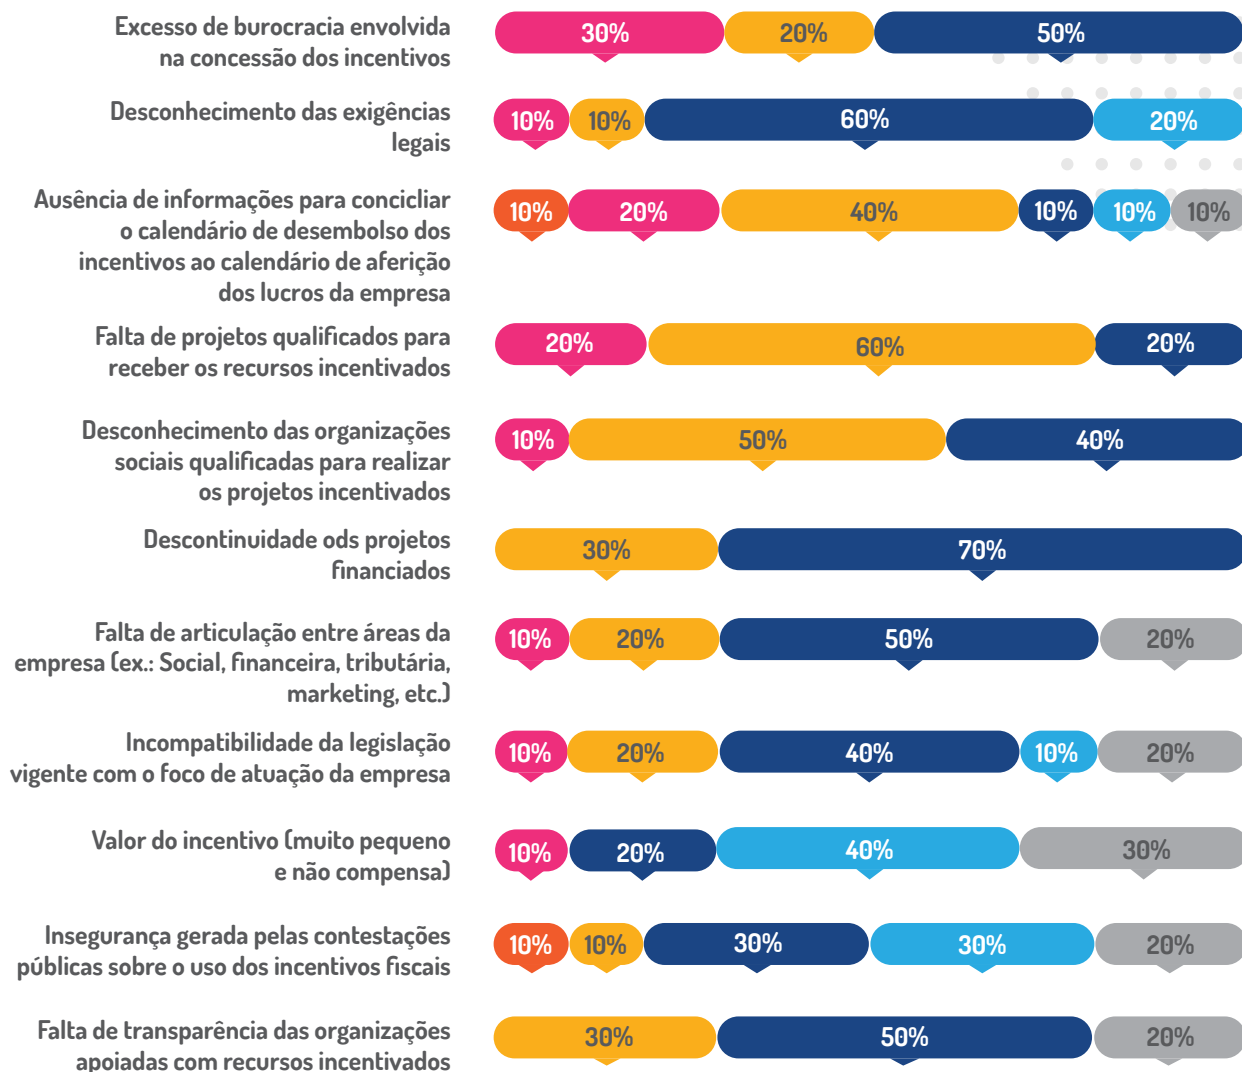 Excesso de burocracia envolvida
na concessão dos incentivos
30% 20% 50%
Desconhecimento das exigências
legais
10% 10% 60% 20%
Ausência de informações para concicliar
o calendário de desembolso dos
incentivos ao calendário de aferição
dos lucros da empresa
10% 20% 40% 10% 10% 10%
Falta de projetos qualificados para
receber os recursos incentivados
20% 60% 20%
Desconhecimento das organizações
sociais qualificadas para realizar
os projetos incentivados
10% 50% 40%
Descontinuidade ods projetos
financiados
30% 70%
Falta de articulação entre áreas da
empresa (ex.: Social, financeira, tributária,
marketing, etc.)
10% 20% 50% 20%
Incompatibilidade da legislação
vigente com o foco de atuação da empresa
10% 20% 40% 10% 20%
Valor do incentivo (muito pequeno
e não compensa)
10% 20% 40% 30%
Insegurança gerada pelas contestações
públicas sobre o uso dos incentivos fiscais
10% 10% 30% 30% 20%
Falta de transparência das organizações
apoiadas com recursos incentivados
30% 50% 20%